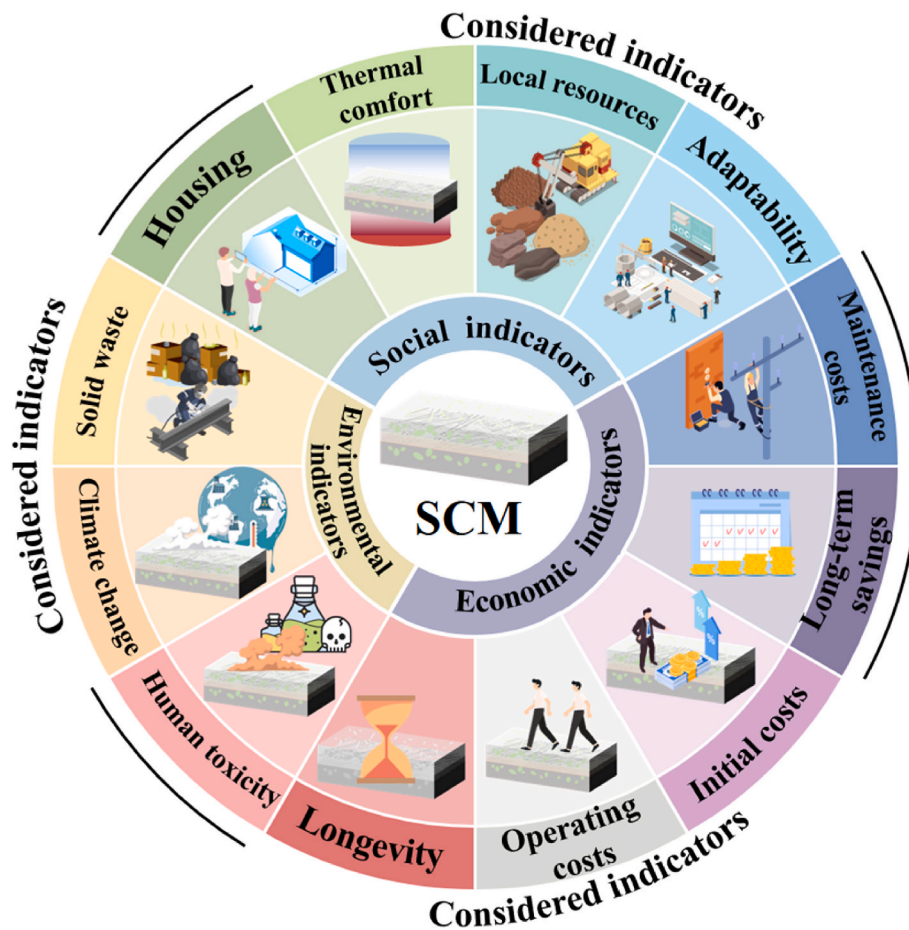 Considered indicators
Thermal
comfort
Local resources
Adaptability
Maintenance
costs
Long-term
savings
Initial costs
Operating
costs
Longevity
Human toxicity
Climate change
Solid waste
Housing
Considered indicators
Considered indicators
Social indicators
Economic indicators
Environmental
indicators
SCM